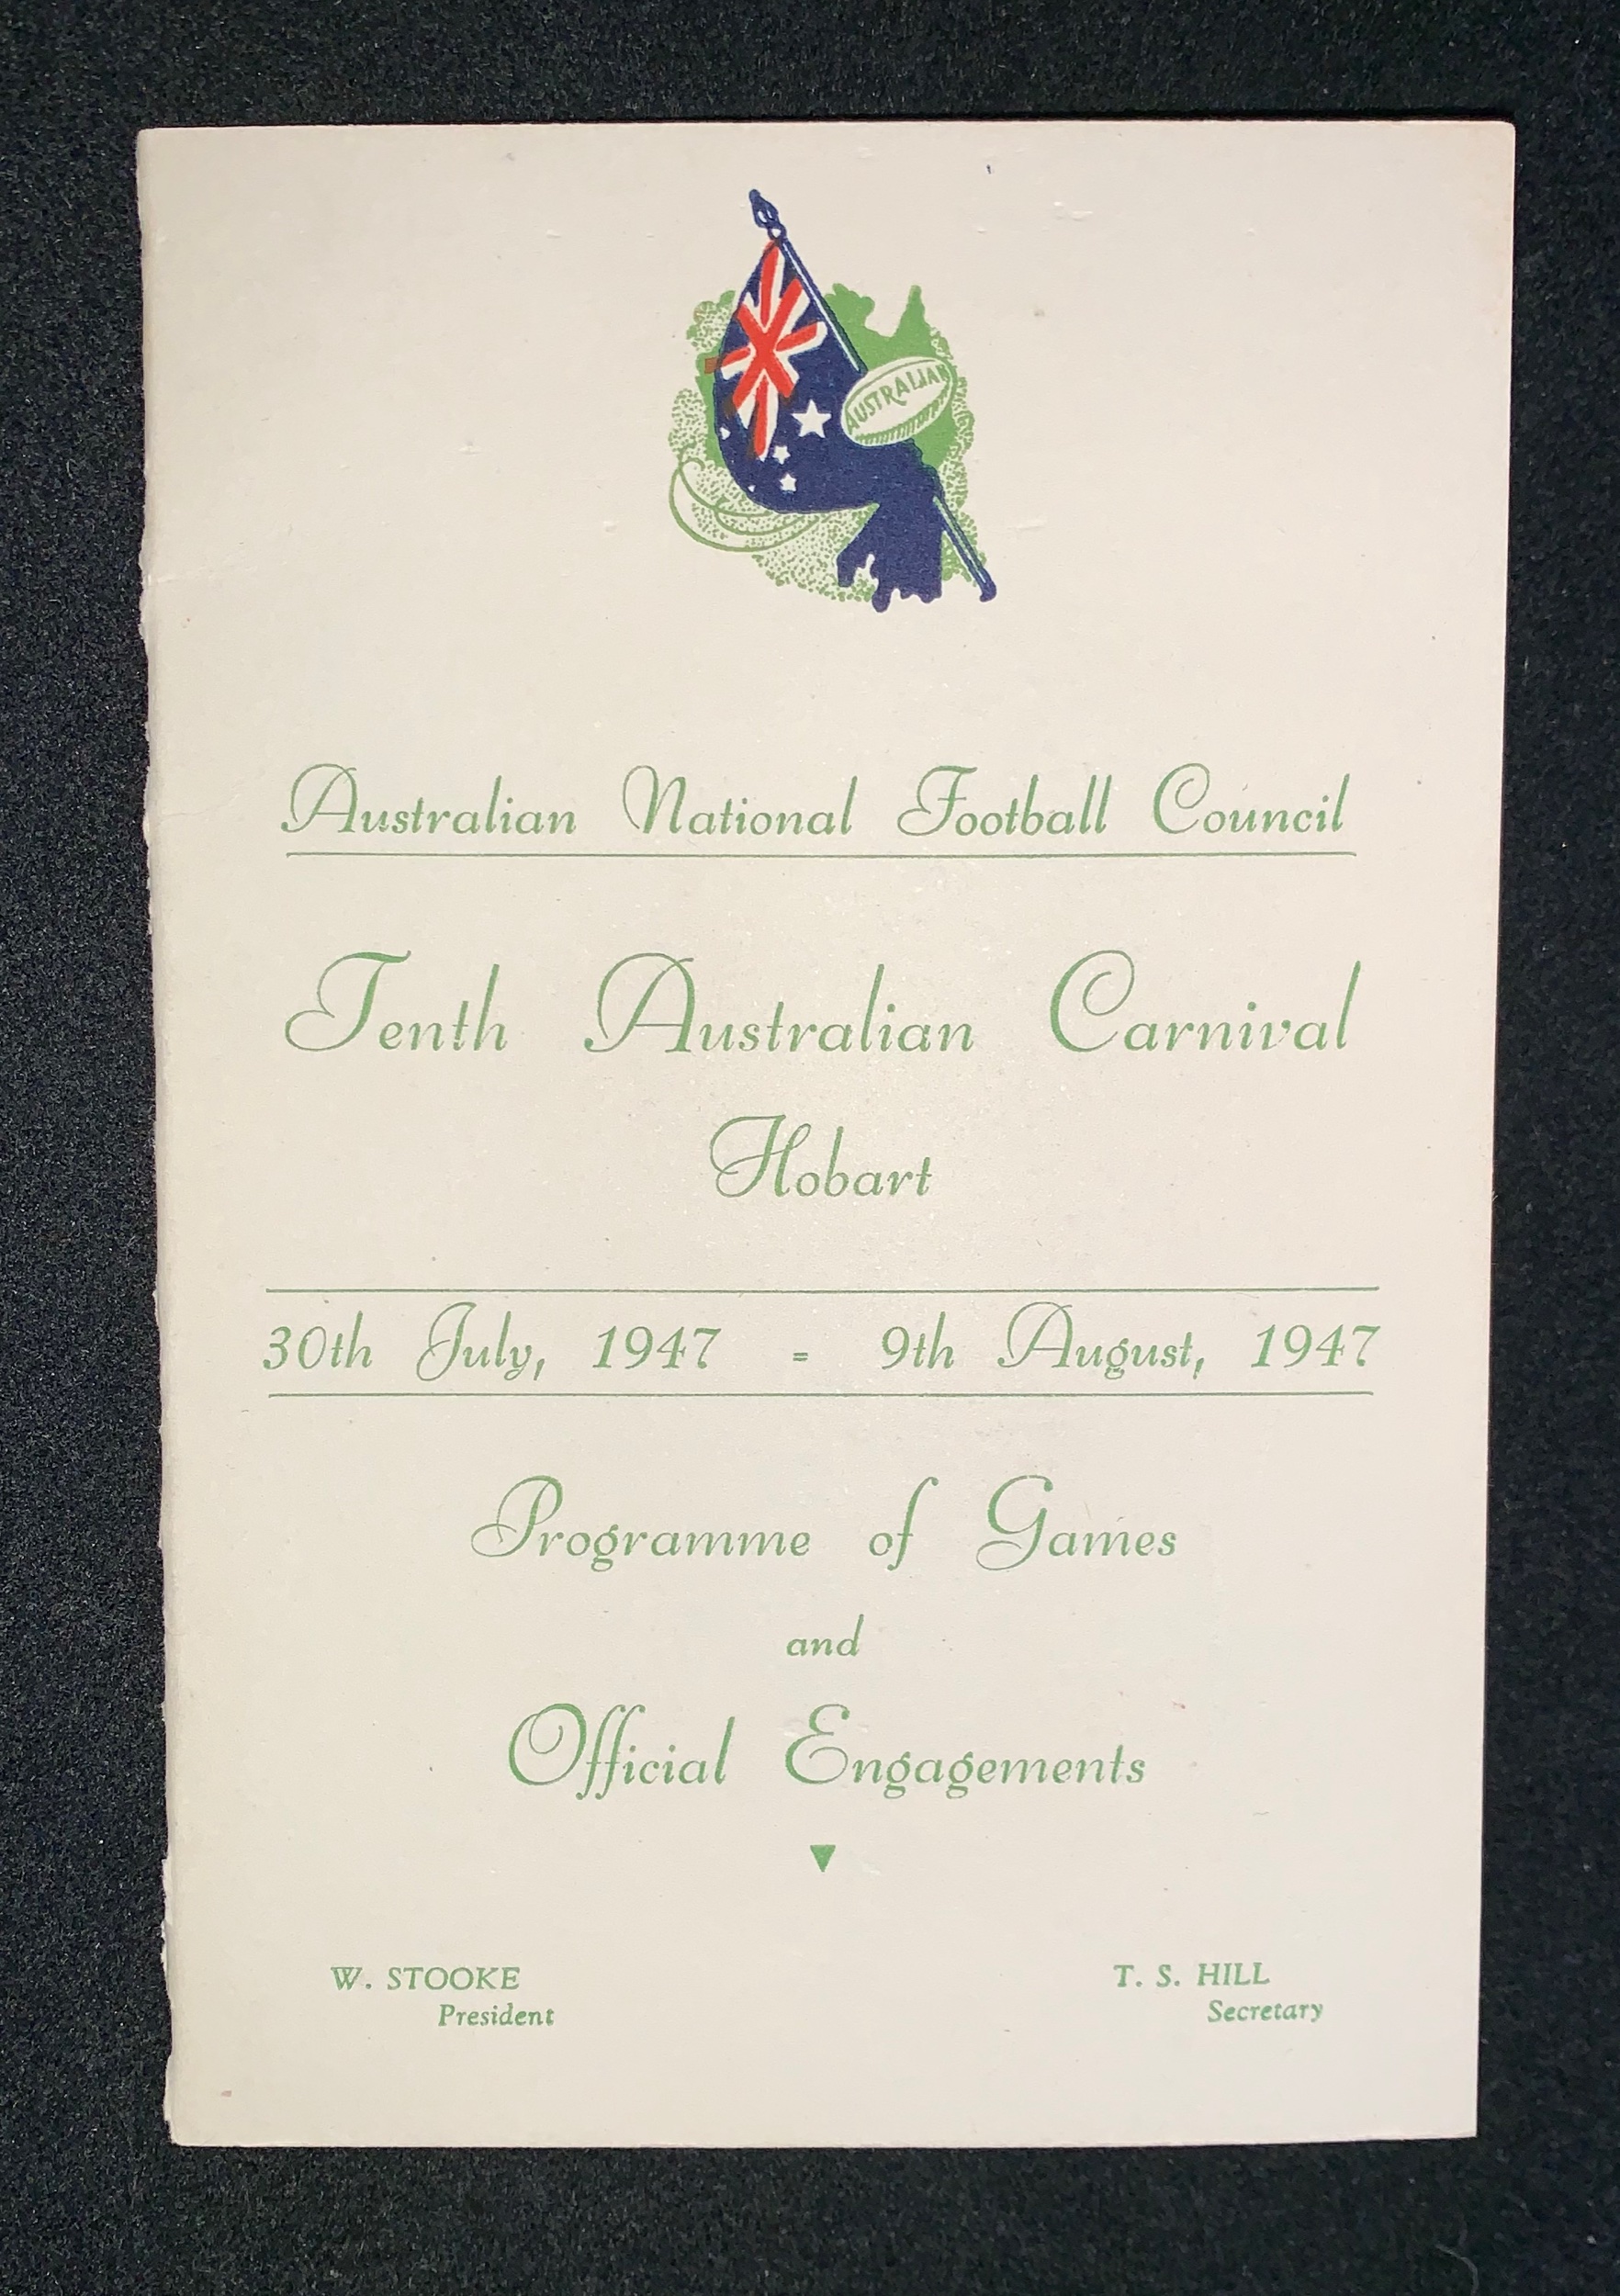 AUSTRALIAN
Australian National Football Council
Tenth Australian Carnival
Hobart
30th July, 1947 = 9th August, 1947
Programme of Games
and
Official Engagements
W. STOOKE
President
T. S. HILL
Secretary